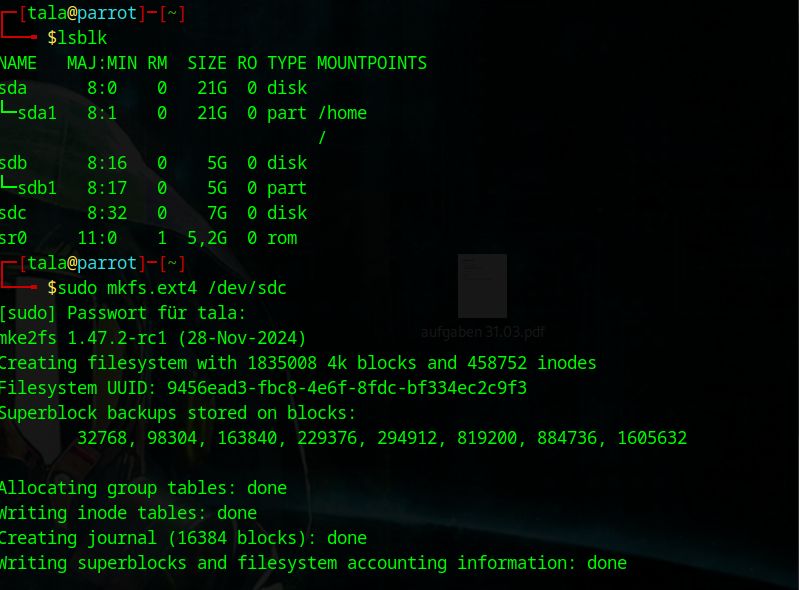 ┌─[tala@parrot]─[~]
└──╼ $lsblk
NAME   MAJ:MIN RM  SIZE RO TYPE MOUNTPOINTS
sda      8:0    0   21G  0 disk
└─sda1   8:1    0   21G  0 part /home
                                /
sdb      8:16   0    5G  0 disk
└─sdb1   8:17   0    5G  0 part
sdc      8:32   0    7G  0 disk
sr0     11:0    1  5,2G  0 rom
┌─[tala@parrot]─[~]
└──╼ $sudo mkfs.ext4 /dev/sdc
[sudo] Passwort für tala:
mke2fs 1.47.2-rc1 (28-Nov-2024)
aufgaben 31.03.pdf
Creating filesystem with 1835008 4k blocks and 458752 inodes
Filesystem UUID: 9456ead3-fbc8-4e6f-8fdc-bf334ec2c9f3
Superblock backups stored on blocks:
        32768, 98304, 163840, 229376, 294912, 819200, 884736, 1605632
Allocating group tables: done
Writing inode tables: done
Creating journal (16384 blocks): done
Writing superblocks and filesystem accounting information: done